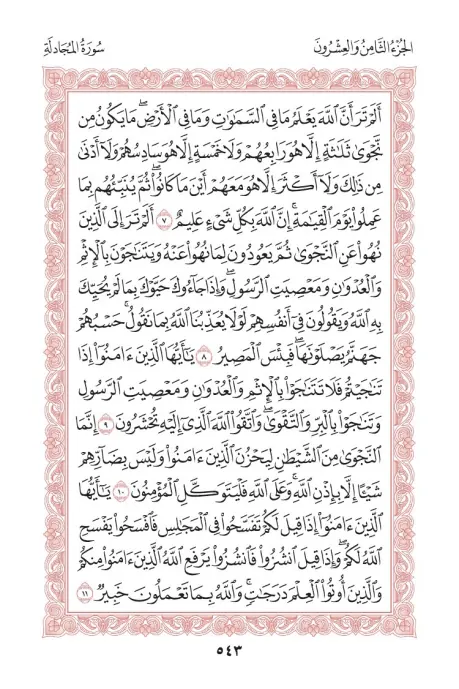 الجُزْءُ الثَّامِنُ وَالعِشْرُونَ
سُورَةُ المُجَادلَةِ
أَلَمْ تَرَ أَنَّ ٱللَّهَ يَعْلَمُ مَا فِي ٱلسَّمَٰوَٰتِ وَمَا فِي ٱلْأَرْضِۖ مَا يَكُونُ مِن
نَّجْوَىٰ ثَلَٰثَةٍ إِلَّا هُوَ رَابِعُهُمْ وَلَا خَمْسَةٍ إِلَّا هُوَ سَادِسُهُمْ وَلَآ أَدْنَىٰ
مِن ذَٰلِكَ وَلَآ أَكْثَرَ إِلَّا هُوَ مَعَهُمْ أَيْنَ مَا كَانُوا۟ۖ ثُمَّ يُنَبِّئُهُم بِمَا
عَمِلُوا۟ يَوْمَ ٱلْقِيَٰمَةِۚ إِنَّ ٱللَّهَ بِكُلِّ شَىْءٍ عَلِيمٌ ٧ أَلَمْ تَرَ إِلَى ٱلَّذِينَ
نُهُوا۟ عَنِ ٱلنَّجْوَىٰ ثُمَّ يَعُودُونَ لِمَا نُهُوا۟ عَنْهُ وَيَتَنَٰجَوْنَ بِٱلْإِثْمِ
وَٱلْعُدْوَٰنِ وَمَعْصِيَتِ ٱلرَّسُولِۖ وَإِذَا جَآءُوكَ حَيَّوْكَ بِمَا لَمْ يُحَيِّكَ
بِهِ ٱللَّهُ وَيَقُولُونَ فِىٓ أَنفُسِهِمْ لَوْلَا يُعَذِّبُنَا ٱللَّهُ بِمَا نَقُولُۚ حَسْبُهُمْ
جَهَنَّمُ يَصْلَوْنَهَاۖ فَبِئْسَ ٱلْمَصِيرُ ٨ يَٰٓأَيُّهَا ٱلَّذِينَ ءَامَنُوٓا۟ إِذَا
تَنَٰجَيْتُمْ فَلَا تَتَنَٰجَوْا۟ بِٱلْإِثْمِ وَٱلْعُدْوَٰنِ وَمَعْصِيَتِ ٱلرَّسُولِ
وَتَنَٰجَوْا۟ بِٱلْبِرِّ وَٱلتَّقْوَىٰۖ وَٱتَّقُوا۟ ٱللَّهَ ٱلَّذِىٓ إِلَيْهِ تُحْشَرُونَ ٩ إِنَّمَا
ٱلنَّجْوَىٰ مِنَ ٱلشَّيْطَٰنِ لِيَحْزُنَ ٱلَّذِينَ ءَامَنُوا۟ وَلَيْسَ بِضَآرِّهِمْ
شَيْـًٔا إِلَّا بِإِذْنِ ٱللَّهِۚ وَعَلَى ٱللَّهِ فَلْيَتَوَكَّلِ ٱلْمُؤْمِنُونَ ١٠ يَٰٓأَيُّهَا
ٱلَّذِينَ ءَامَنُوٓا۟ إِذَا قِيلَ لَكُمْ تَفَسَّحُوا۟ فِى ٱلْمَجَٰلِسِ فَٱفْسَحُوا۟ يَفْسَحِ
ٱللَّهُ لَكُمْۖ وَإِذَا قِيلَ ٱنشُزُوا۟ فَٱنشُزُوا۟ يَرْفَعِ ٱللَّهُ ٱلَّذِينَ ءَامَنُوا۟ مِنكُمْ
وَٱلَّذِينَ أُوتُوا۟ ٱلْعِلْمَ دَرَجَٰتٍۚ وَٱللَّهُ بِمَا تَعْمَلُونَ خَبِيرٌ ١١
٥٤٣